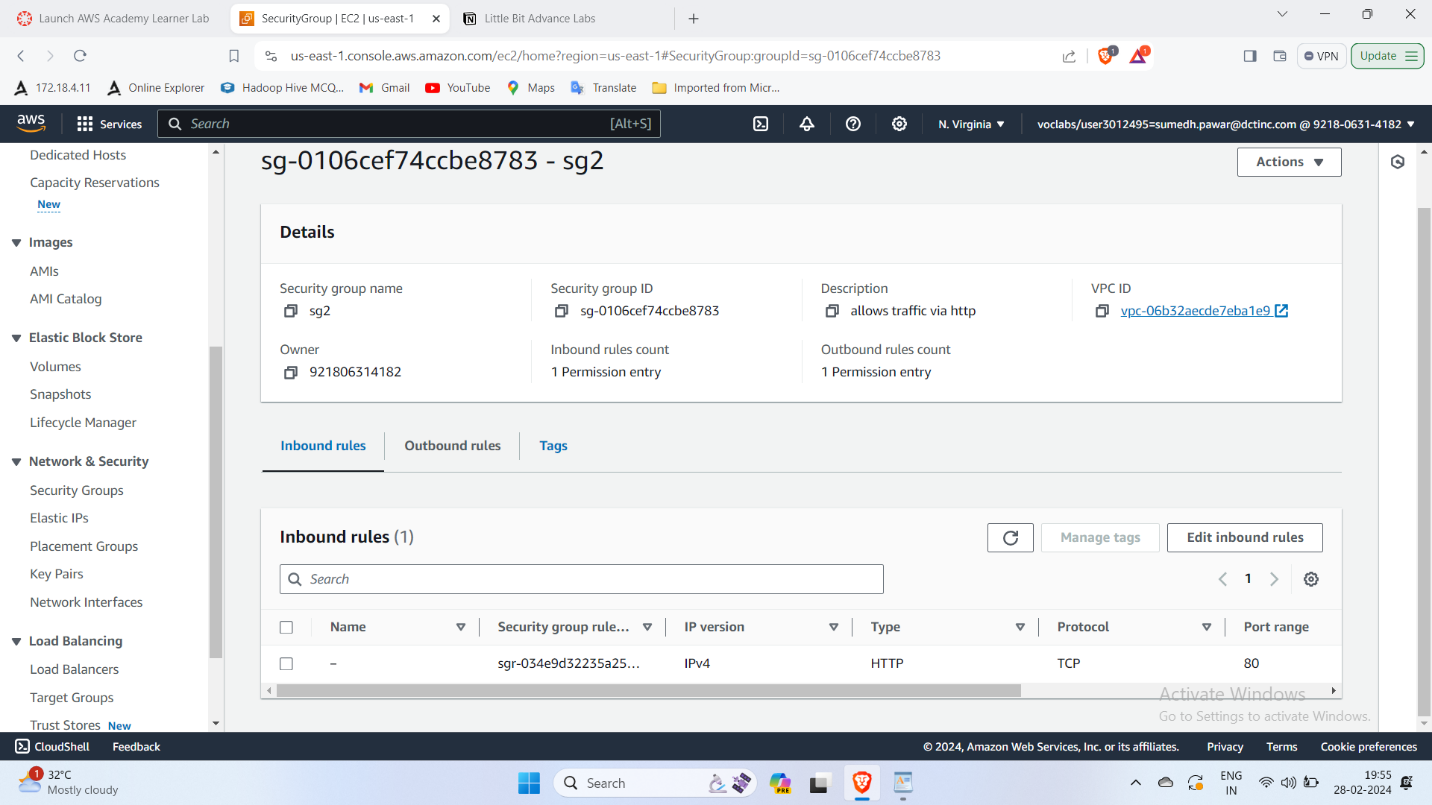 Launch AWS Academy Learner Lab
SecurityGroup | EC2 | us-east-1
Little Bit Advance Labs
us-east-1.console.aws.amazon.com/ec2/home?region=us-east-1#SecurityGroup:groupId=sg-0106cef74ccbe8783
1
1
VPN
Update
172.18.4.11
Online Explorer
Hadoop Hive MCQ...
Gmail
YouTube
Maps
Translate
Imported from Micr...
aws
Services
Search
[Alt+S]
N. Virginia
voclabs/user3012495=sumedh.pawar@dctinc.com @ 9218-0631-4182
Dedicated Hosts
Capacity Reservations
New
Images
AMIs
AMI Catalog
Elastic Block Store
Volumes
Snapshots
Lifecycle Manager
Network & Security
Security Groups
Elastic IPs
Placement Groups
Key Pairs
Network Interfaces
Load Balancing
Load Balancers
Target Groups
Trust Stores New
sg-0106cef74ccbe8783 - sg2
Actions
Details
Security group name
sg2
Security group ID
sg-0106cef74ccbe8783
Description
allows traffic via http
VPC ID
vpc-06b32aecde7eba1e9
Owner
921806314182
Inbound rules count
1 Permission entry
Outbound rules count
1 Permission entry
Inbound rules
Outbound rules
Tags
Inbound rules (1)
Manage tags
Edit inbound rules
Search
1
Name
Security group rule...
IP version
Type
Protocol
Port range
–
sgr-034e9d32235a25...
IPv4
HTTP
TCP
80
Activate Windows
Go to Settings to activate Windows.
CloudShell
Feedback
© 2024, Amazon Web Services, Inc. or its affiliates.
Privacy
Terms
Cookie preferences
1
32°C
Mostly cloudy
Search
PRE
ENG
IN
19:55
28-02-2024